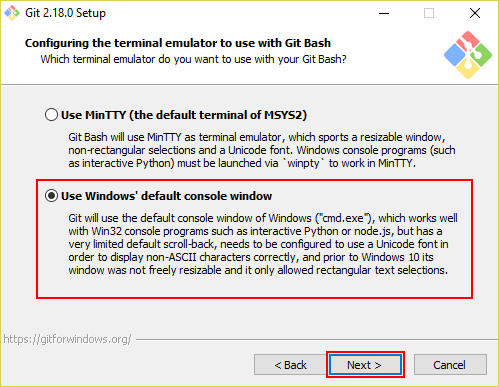 Git 2.18.0 Setup
Configuring the terminal emulator to use with Git Bash
Which terminal emulator do you want to use with your Git Bash?
Use MinTTY (the default terminal of MSYS2)
Git Bash will use MinTTY as terminal emulator, which sports a resizable window,
non-rectangular selections and a Unicode font. Windows console programs (such
as interactive Python) must be launched via `winpty` to work in MinTTY.
Use Windows' default console window
Git will use the default console window of Windows ("cmd.exe"), which works well
with Win32 console programs such as interactive Python or node.js, but has a
very limited default scroll-back, needs to be configured to use a Unicode font in
order to display non-ASCII characters correctly, and prior to Windows 10 its
window was not freely resizable and it only allowed rectangular text selections.
https://gitforwindows.org/
< Back
Next >
Cancel